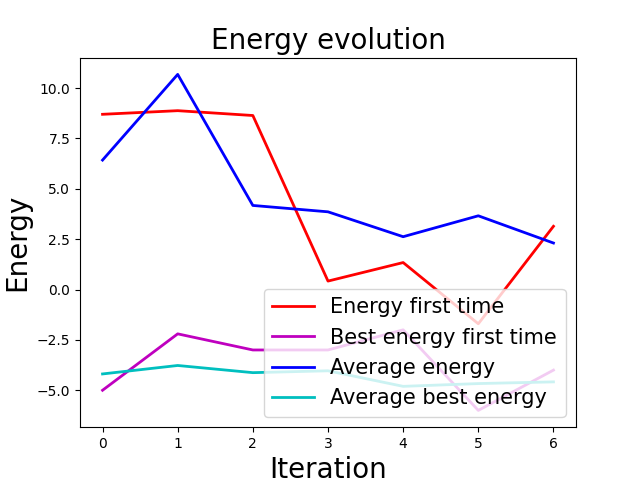 Energy evolution
Energy
10.0
7.5
5.0
2.5
0.0
−2.5
−5.0
Energy first time
Best energy first time
Average energy
Average best energy
0 1 2 3 4 5 6
Iteration